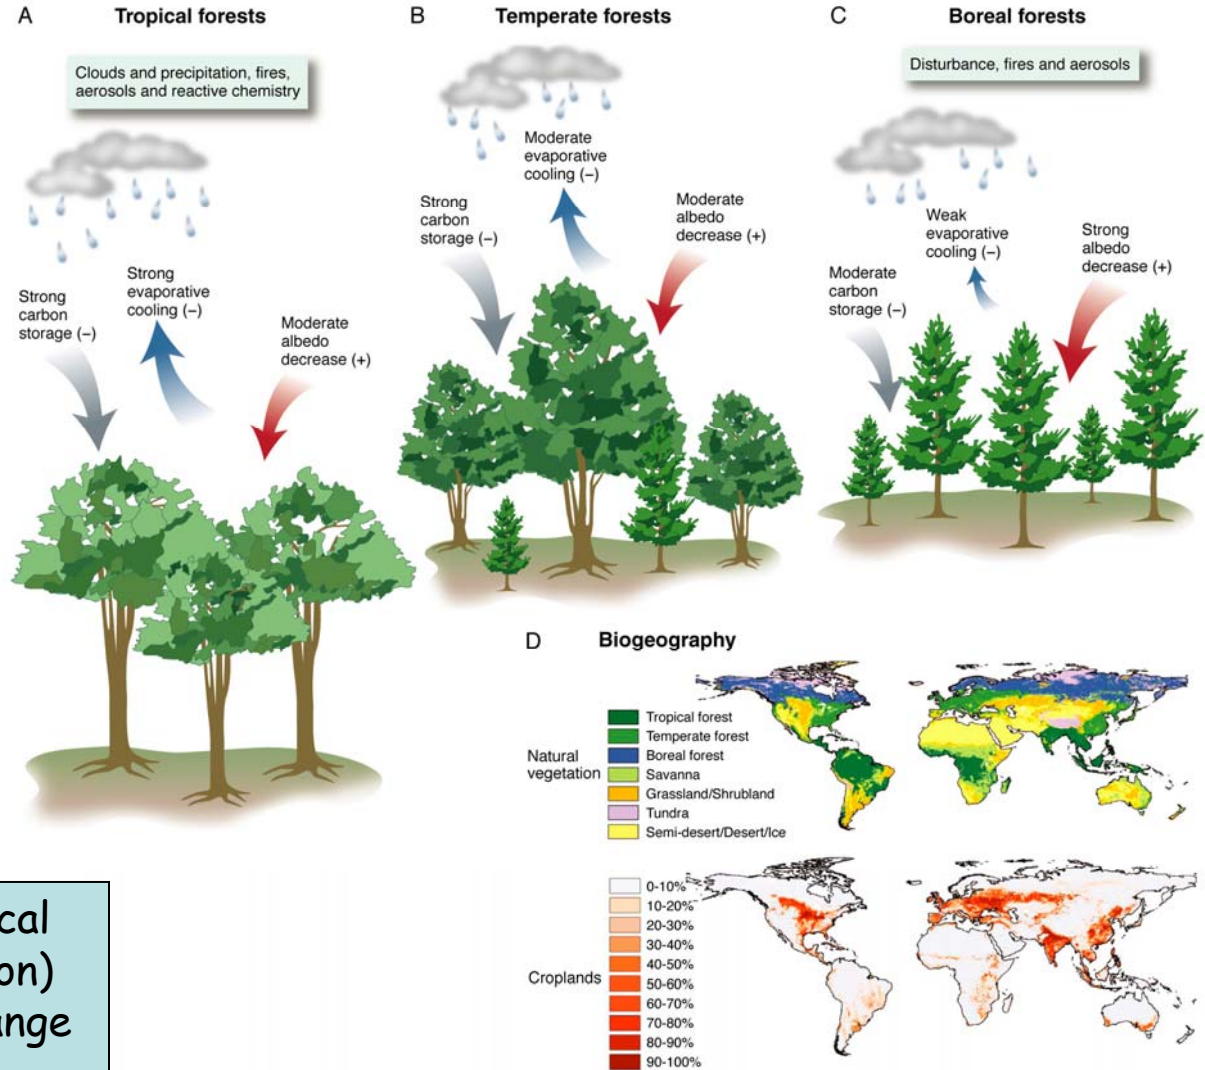 A Tropical forests
Clouds and precipitation, fires,
aerosols and reactive chemistry
Strong
carbon
storage (–)
Strong
evaporative
cooling (–)
Moderate
albedo
decrease (+)
B Temperate forests
Strong
carbon
storage (–)
Moderate
evaporative
cooling (–)
Moderate
albedo
decrease (+)
C Boreal forests
Disturbance, fires and aerosols
Moderate
carbon
storage (–)
Weak
evaporative
cooling (–)
Strong
albedo
decrease (+)
D Biogeography
Natural
vegetation
Tropical forest
Temperate forest
Boreal forest
Savanna
Grassland/Shrubland
Tundra
Semi-desert/Desert/Ice
Croplands
0-10%
10-20%
20-30%
30-40%
40-50%
50-60%
60-70%
70-80%
80-90%
90-100%
cal
on)
ange